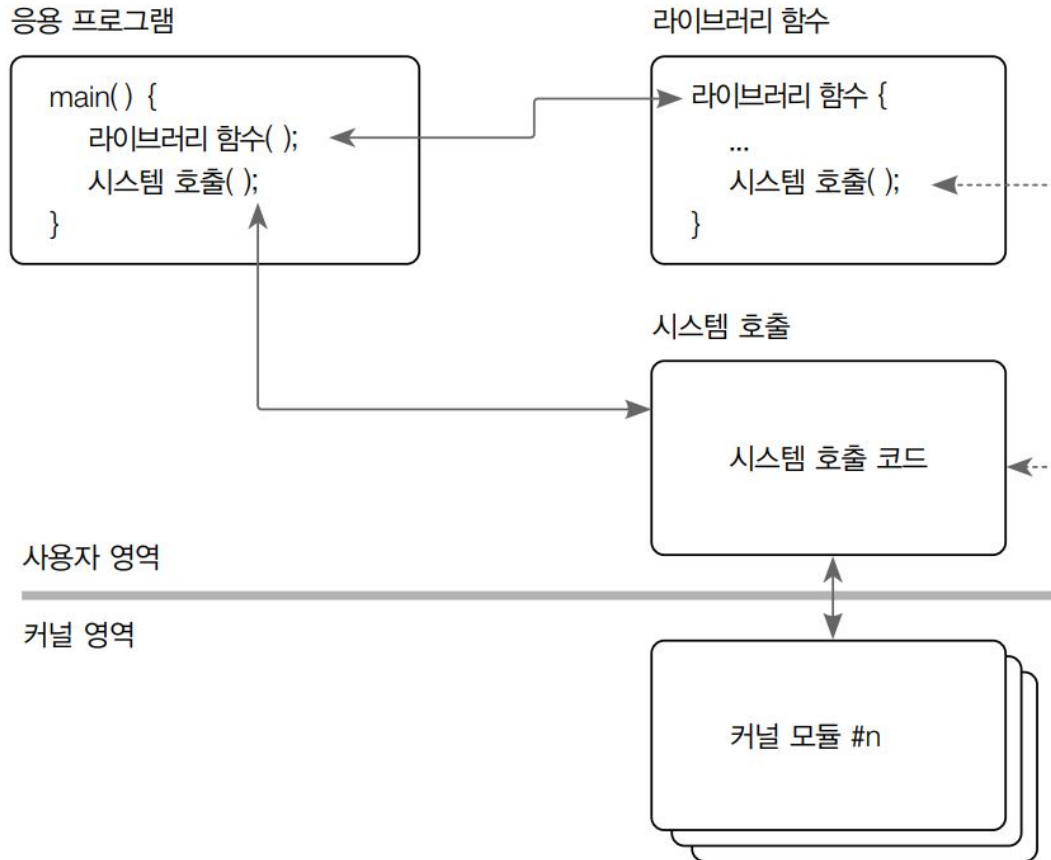 응용 프로그램
main( ) {
라이브러리 함수( );
시스템 호출( );
}
라이브러리 함수
라이브러리 함수 {
...
시스템 호출( );
}
시스템 호출
시스템 호출 코드
사용자 영역
커널 영역
커널 모듈 #n